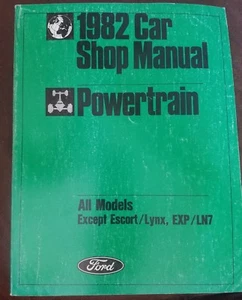 1982 Car
Shop Manual
Powertrain
All Models
Except Escort/Lynx, EXP/LN7
Ford